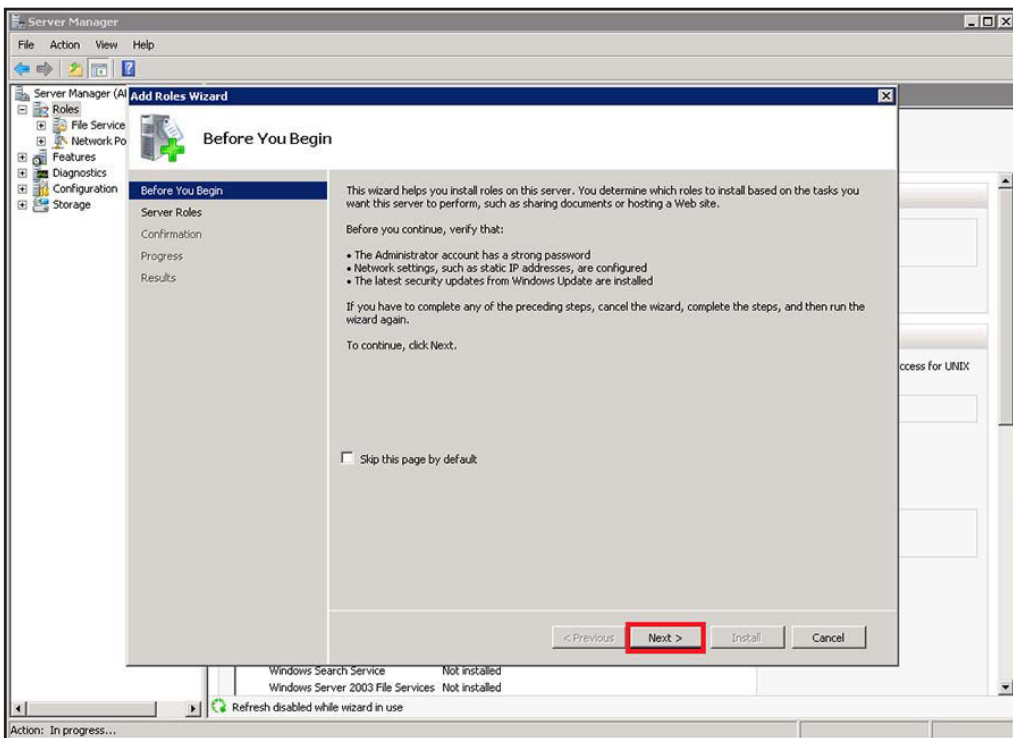 Server Manager
File Action View Help
Server Manager (Al
Roles
File Service
Network Po
Features
Diagnostics
Configuration
Storage
Add Roles Wizard
Before You Begin
Before You Begin
Server Roles
Confirmation
Progress
Results
This wizard helps you install roles on this server. You determine which roles to install based on the tasks you
want this server to perform, such as sharing documents or hosting a Web site.
Before you continue, verify that:
• The Administrator account has a strong password
• Network settings, such as static IP addresses, are configured
• The latest security updates from Windows Update are installed
If you have to complete any of the preceding steps, cancel the wizard, complete the steps, and then run the
wizard again.
To continue, click Next.
Skip this page by default
< Previous Next > Install Cancel
ccess for UNIX
Windows Search Service Not installed
Windows Server 2003 File Services Not installed
Refresh disabled while wizard in use
Action: In progress...